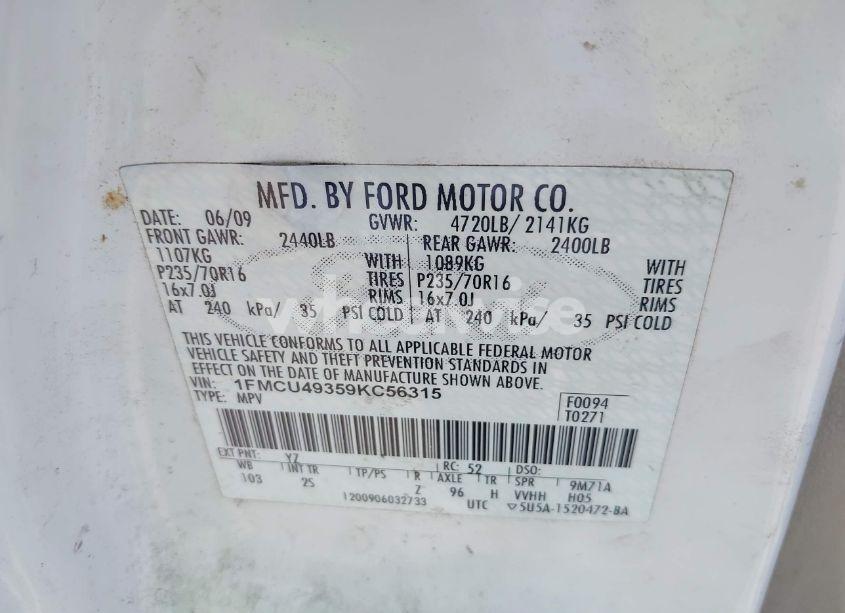 MFD. BY FORD MOTOR CO.
DATE: 06/09 GVWR: 4720LB/ 2141KG
FRONT GAWR: 2440LB REAR GAWR: 2400LB
1107KG WITH 1089KG WITH
P235/70R16 TIRES P235/70R16 TIRES
16x7.0J RIMS 16x7.0J RIMS
AT 240 kPa/ 35 PSI COLD AT 240 kPa/ 35 PSI COLD
wheelwise
THIS VEHICLE CONFORMS TO ALL APPLICABLE FEDERAL MOTOR
VEHICLE SAFETY AND THEFT PREVENTION STANDARDS IN
EFFECT ON THE DATE OF MANUFACTURE SHOWN ABOVE.
VIN: 1FMCU49359KC56315 F0094
TYPE: MPV T0271
EXT PNT: YZ RC: 52 DSO:
WB INT TR TP/PS R AXLE TR SPR 9M71A
103 2S Z 96 H VVHH H05
1200906032733 UTC ▽5U5A-1520472-BA